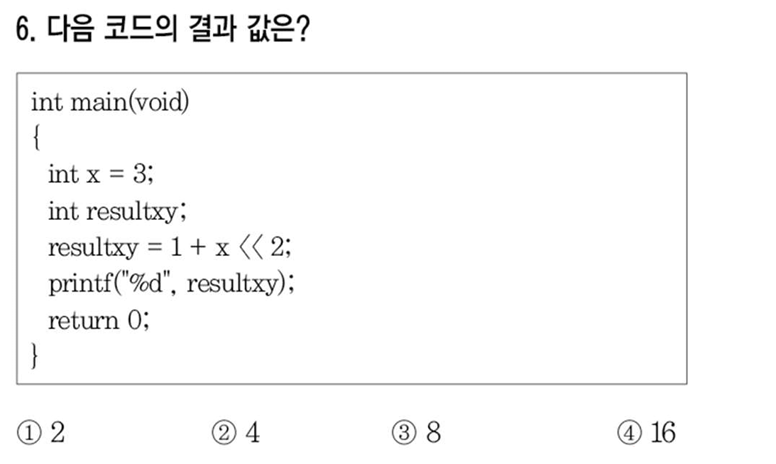 6. 다음 코드의 결과 값은?
int main(void)
{
int x = 3;
int resultxy;
resultxy = 1 + x << 2;
printf("%d", resultxy);
return 0;
}
① 2 ② 4 ③ 8 ④ 16